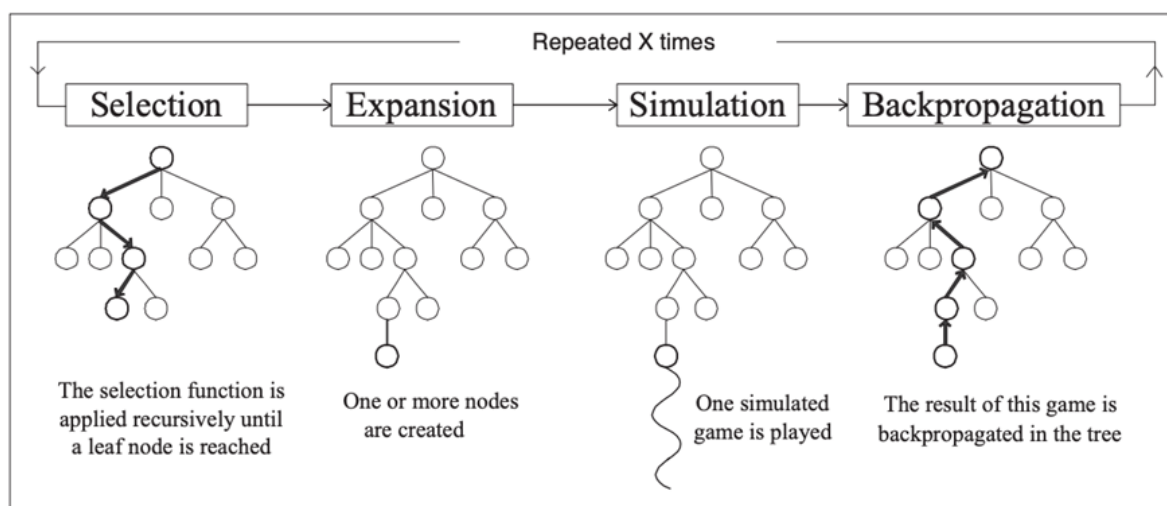 Repeated X times
Selection
Expansion
Simulation
Backpropagation
The selection function is
applied recursively until
a leaf node is reached
One or more nodes
are created
One simulated
game is played
The result of this game is
backpropagated in the tree